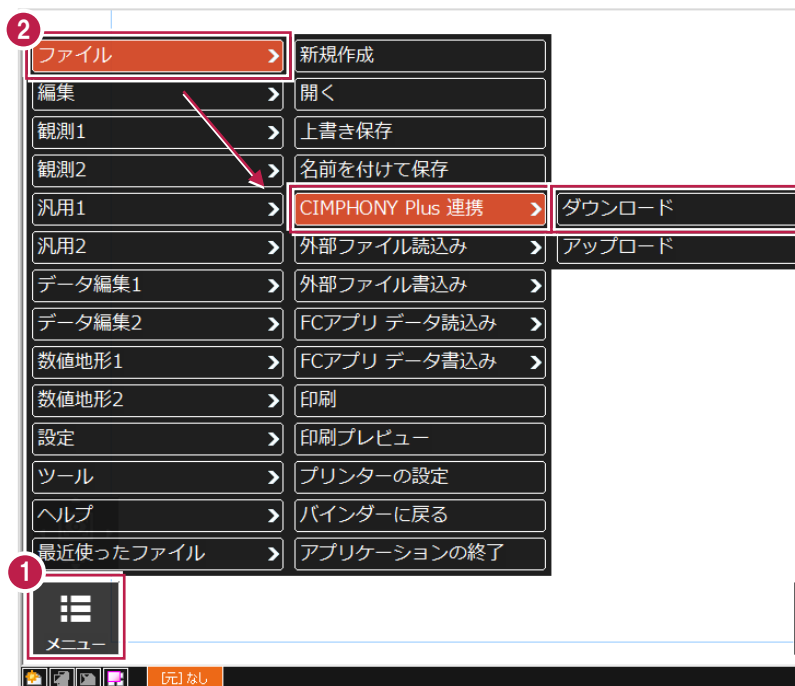 2
ファイル
編集
観測1
観測2
汎用1
汎用2
データ編集1
データ編集2
数値地形1
数値地形2
設定
ツール
ヘルプ
最近使ったファイル
新規作成
開く
上書き保存
名前を付けて保存
CIMPHONY Plus 連携
外部ファイル読込み
外部ファイル書込み
FCアプリ データ読込み
FCアプリ データ書込み
印刷
印刷プレビュー
プリンターの設定
バインダーに戻る
アプリケーションの終了
ダウンロード
アップロード
1
メニュー
[元] なし